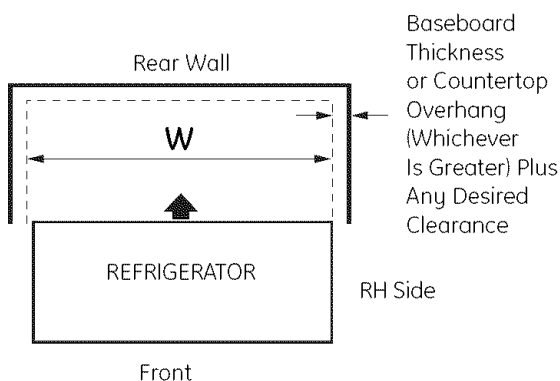 Rear Wall
Baseboard
Thickness
or Countertop
Overhang
(Whichever
Is Greater) Plus
Any Desired
Clearance
W
REFRIGERATOR
RH Side
Front